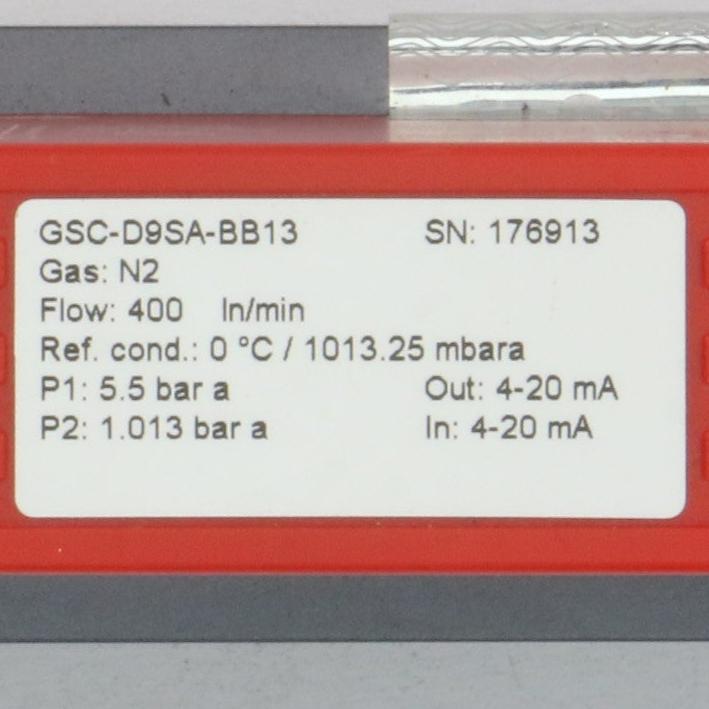 GSC-D9SA-BB13 SN: 176913
Gas: N2
Flow: 400 ln/min
Ref. cond.: 0 °C / 1013.25 mbara
P1: 5.5 bar a Out: 4-20 mA
P2: 1.013 bar a In: 4-20 mA